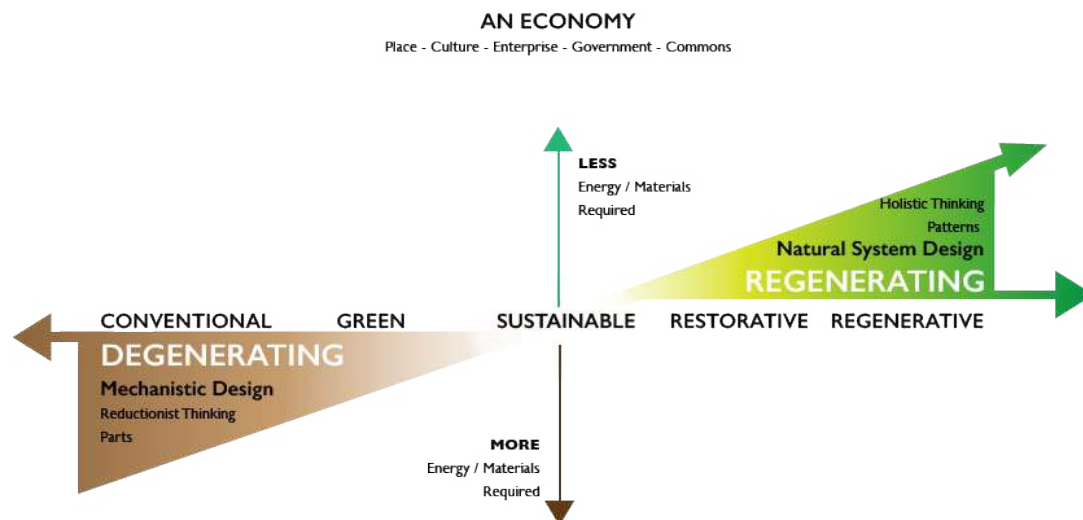 AN ECONOMY
Place - Culture - Enterprise - Government - Commons
LESS
Energy / Materials
Required
Holistic Thinking
Patterns
Natural System Design
REGENERATING
CONVENTIONAL GREEN SUSTAINABLE RESTORATIVE REGENERATIVE
DEGENERATING
Mechanistic Design
Reductionist Thinking
Parts
MORE
Energy / Materials
Required